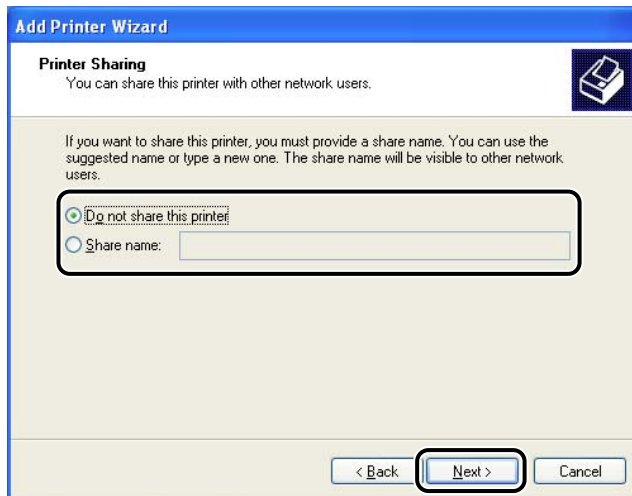 Add Printer Wizard
Printer Sharing
You can share this printer with other network users.
If you want to share this printer, you must provide a share name. You can use the
suggested name or type a new one. The share name will be visible to other network
users.
Do not share this printer
Share name:
< Back Next > Cancel